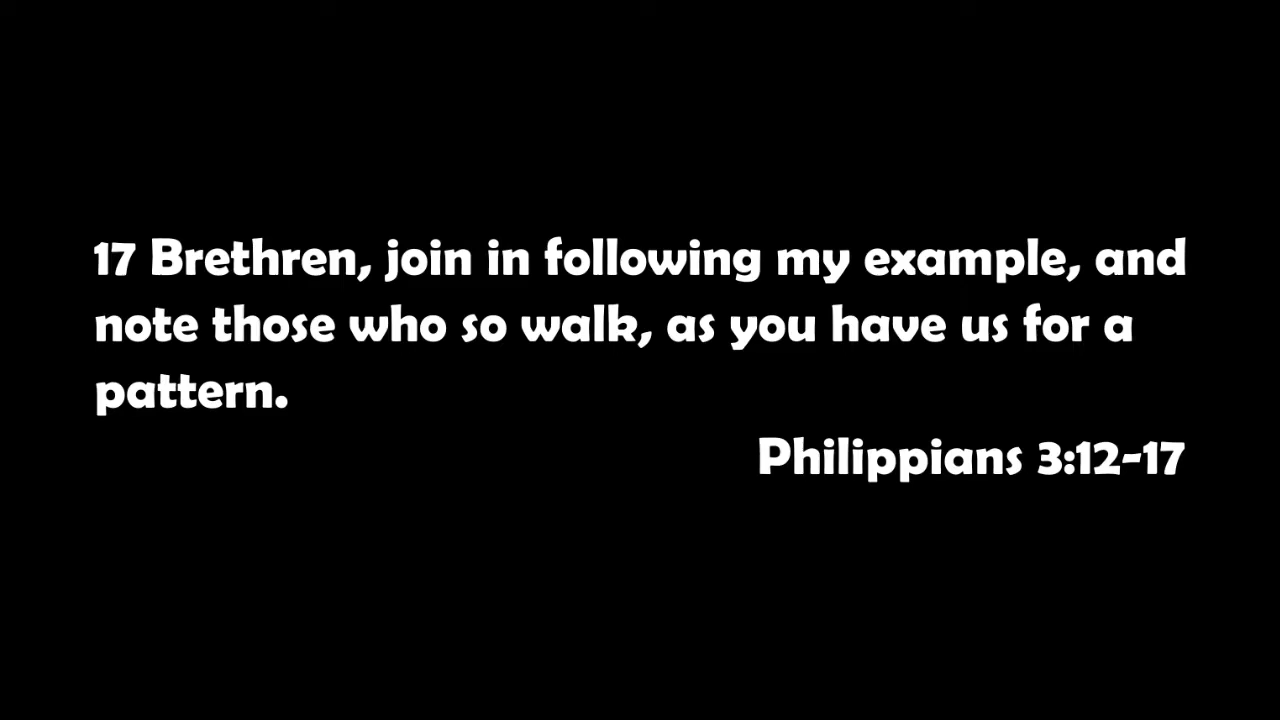 17 Brethren, join in following my example, and
note those who so walk, as you have us for a
pattern.
Philippians 3:12-17